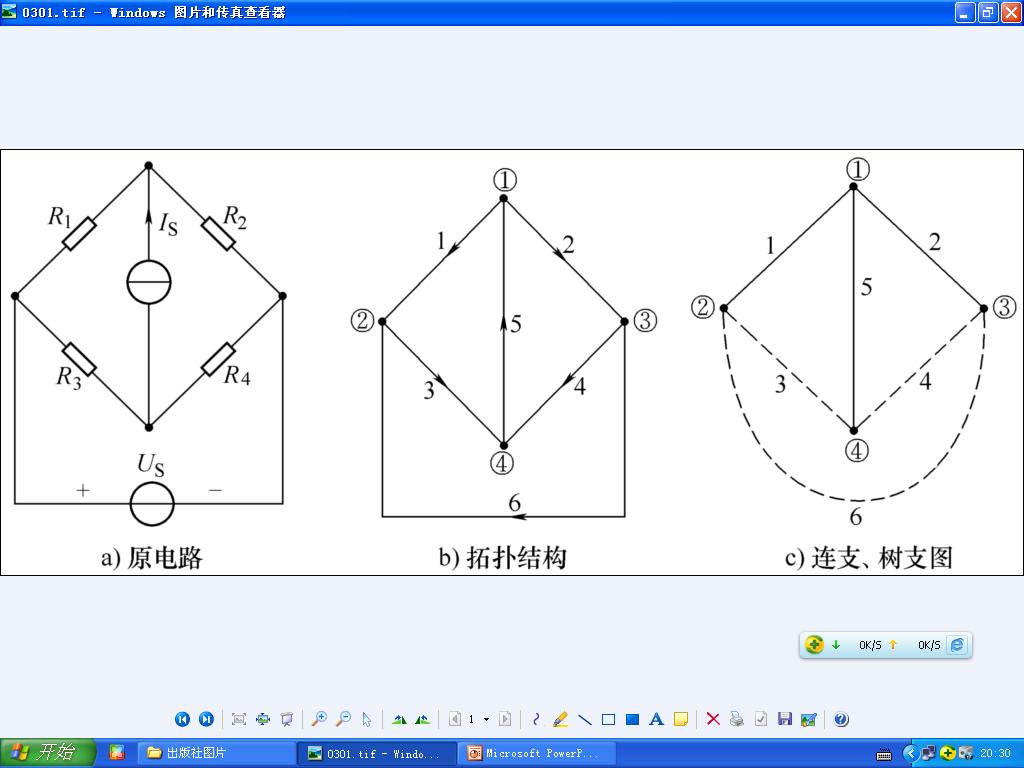 0301.tif - Windows 图片和传真查看器
R1
IS
R2
R3
R4
US
+
−
a) 原电路
①
1
2
②
③
5
3
4
④
6
b) 拓扑结构
①
1
2
②
5
③
3
4
④
6
c) 连支、树支图
0K/S
0K/S
1
开始
出版社图片
0301.tif - Windo...
Microsoft PowerP...
20:30